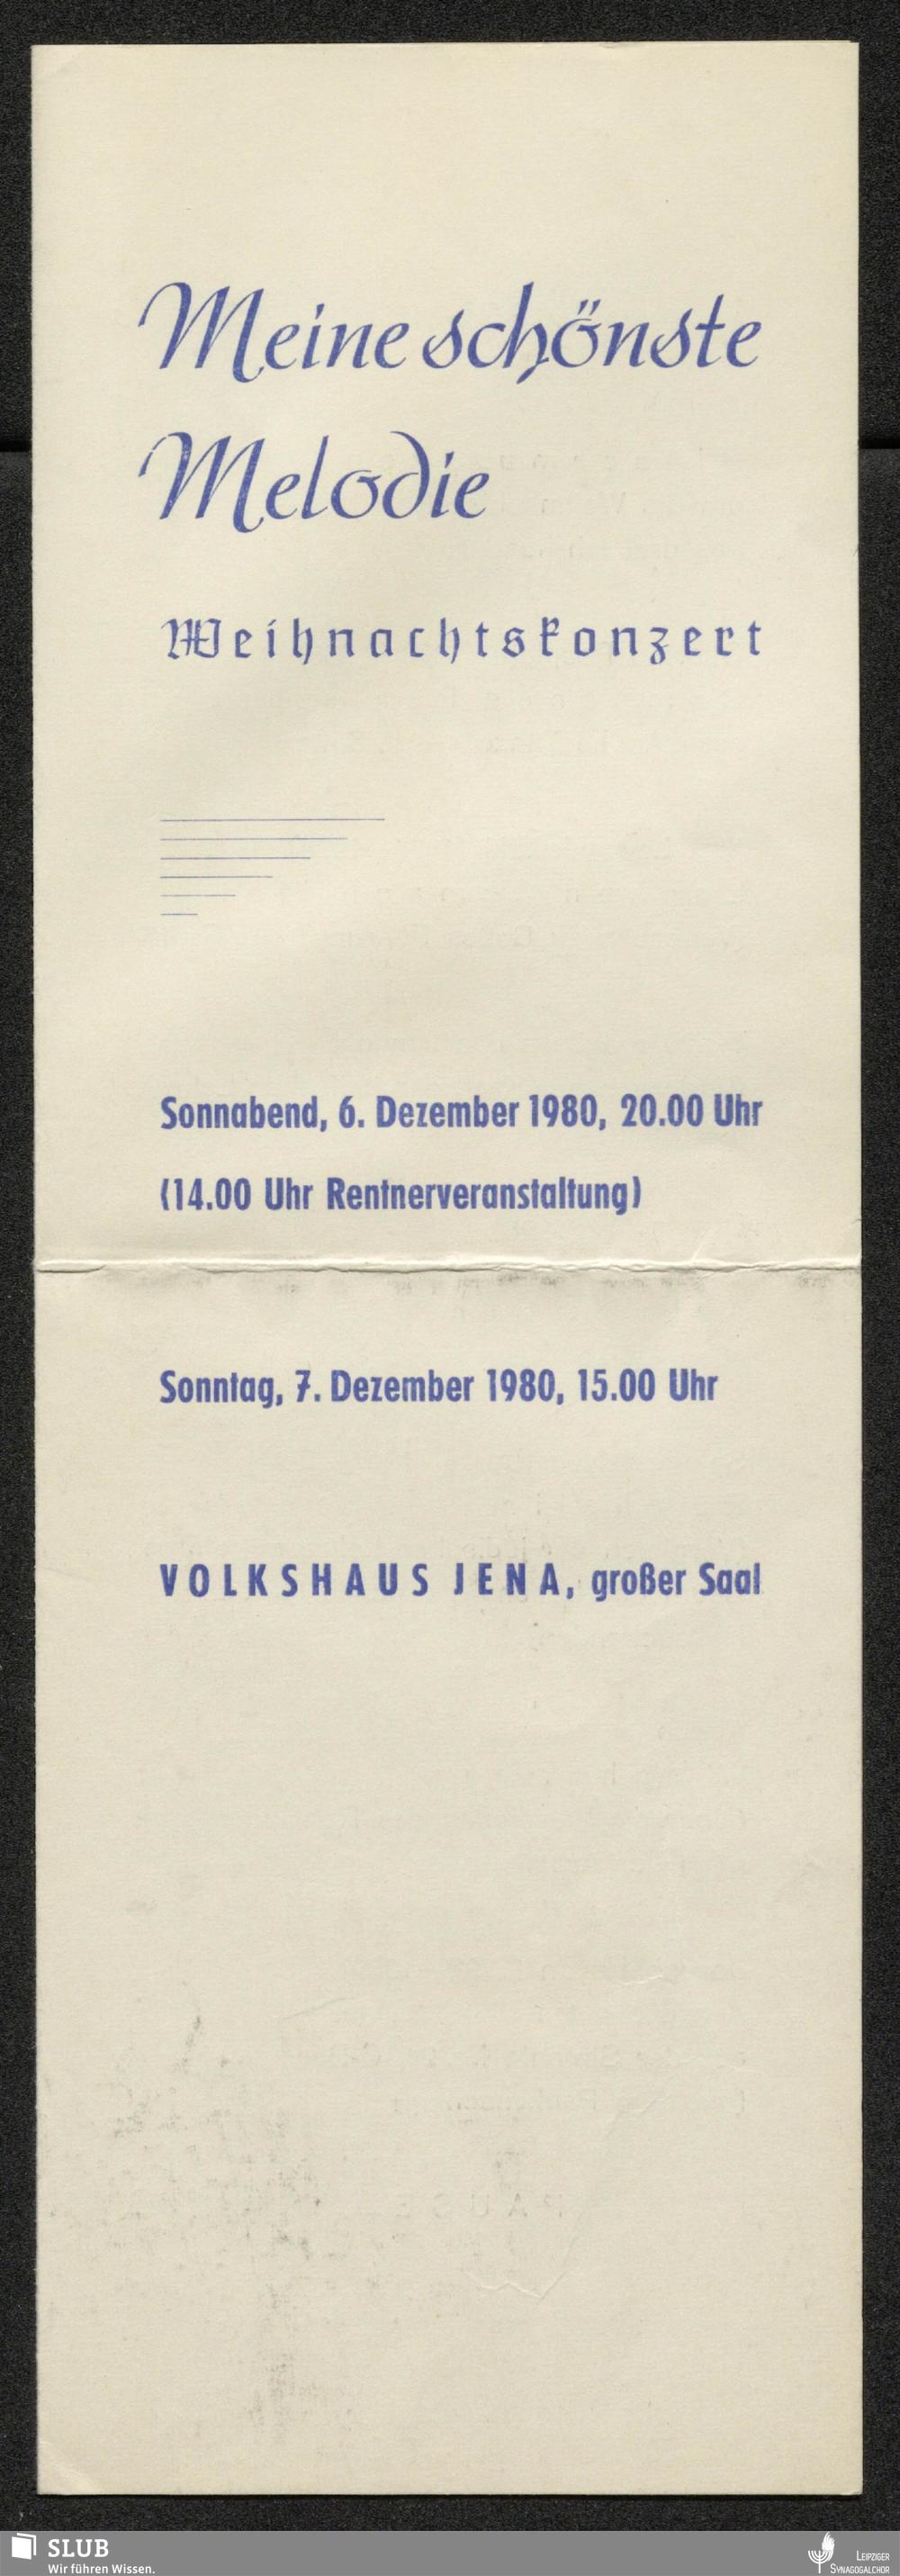 Meine schönste
Melodie
Weihnachtskonzert
Sonnabend, 6. Dezember 1980, 20.00 Uhr
(14.00 Uhr Rentnerveranstaltung)
Sonntag, 7. Dezember 1980, 15.00 Uhr
VOLKSHAUS JENA, großer Saal
SLUB
Wir führen Wissen.
LEIPZIGER
SYNAGOGALCHOR